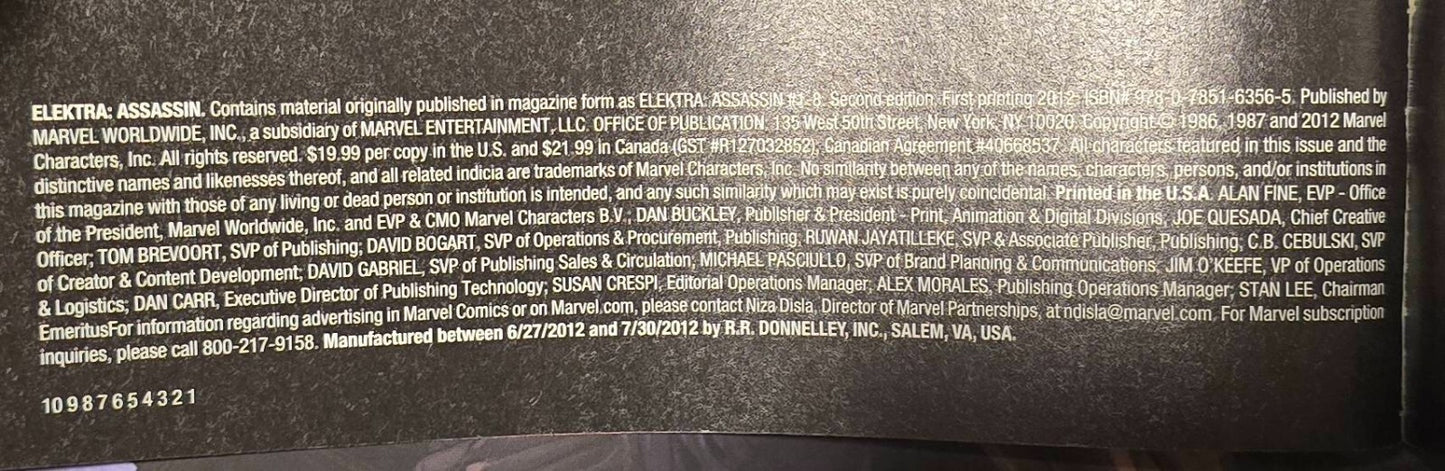 ELEKTRA: ASSASSIN. Contains material originally published in magazine form as ELEKTRA: ASSASSIN #1-8. Second edition. First printing 2012. ISBN# 978-0-7851-6356-5. Published by
MARVEL WORLDWIDE, INC., a subsidiary of MARVEL ENTERTAINMENT, LLC. OFFICE OF PUBLICATION: 135 West 50th Street, New York, NY 10020. Copyright © 1986, 1987 and 2012 Marvel
Characters, Inc. All rights reserved. $19.99 per copy in the U.S. and $21.99 in Canada (GST #R127032852); Canadian Agreement #40668537. All characters featured in this issue and the
distinctive names and likenesses thereof, and all related indicia are trademarks of Marvel Characters, Inc. No similarity between any of the names, characters, persons, and/or institutions in
this magazine with those of any living or dead person or institution is intended, and any such similarity which may exist is purely coincidental. Printed in the U.S.A. ALAN FINE, EVP - Office
of the President, Marvel Worldwide, Inc. and EVP & CMO Marvel Characters B.V.; DAN BUCKLEY, Publisher & President - Print, Animation & Digital Divisions; JOE QUESADA, Chief Creative
Officer; TOM BREVOORT, SVP of Publishing; DAVID BOGART, SVP of Operations & Procurement, Publishing; RUWAN JAYATILLEKE, SVP & Associate Publisher, Publishing; C.B. CEBULSKI, SVP
of Creator & Content Development; DAVID GABRIEL, SVP of Publishing Sales & Circulation; MICHAEL PASCIULLO, SVP of Brand Planning & Communications; JIM O'KEEFE, VP of Operations
& Logistics; DAN CARR, Executive Director of Publishing Technology; SUSAN CRESPI, Editorial Operations Manager; ALEX MORALES, Publishing Operations Manager; STAN LEE, Chairman
EmeritusFor information regarding advertising in Marvel Comics or on Marvel.com, please contact Niza Disla, Director of Marvel Partnerships, at ndisla@marvel.com. For Marvel subscription
inquiries, please call 800-217-9158. Manufactured between 6/27/2012 and 7/30/2012 by R.R. DONNELLEY, INC., SALEM, VA, USA.
10 9 8 7 6 5 4 3 2 1